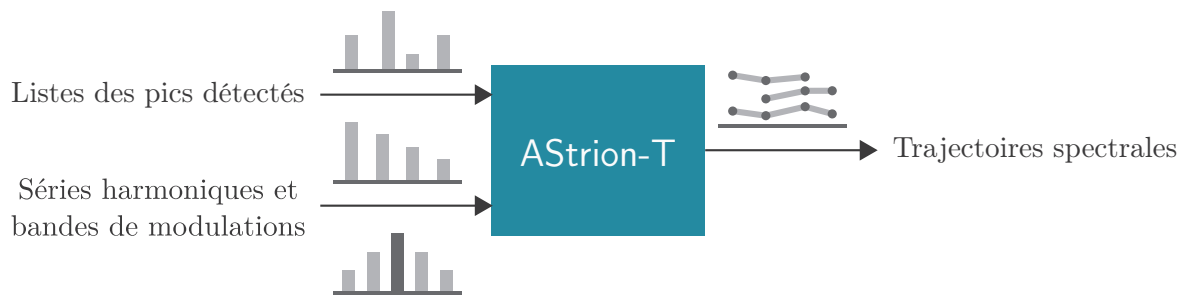 Listes des pics détectés
Séries harmoniques et
bandes de modulations
AStrion-T
Trajectoires spectrales